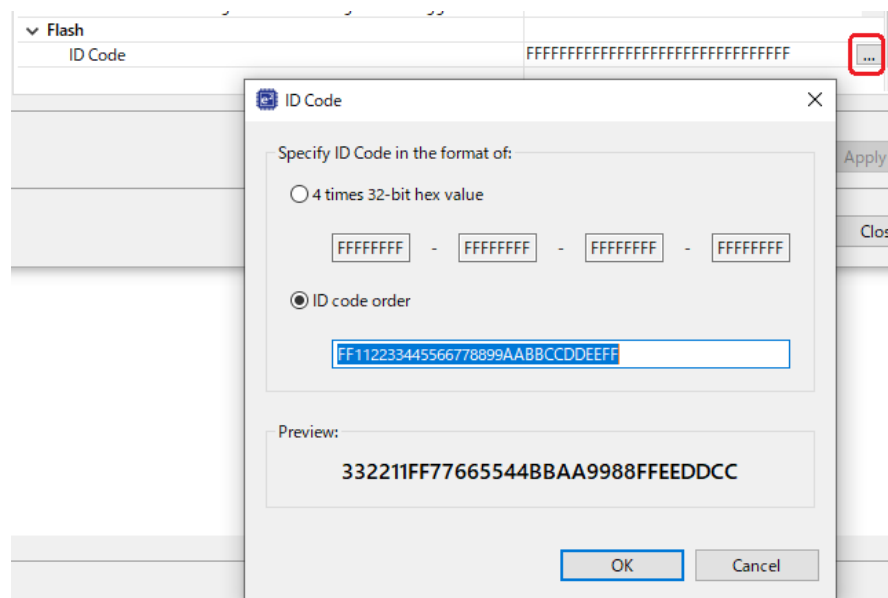 Flash
ID Code FFFFFFFFFFFFFFFFFFFFFFFFFFFFFFFF ...
ID Code
Specify ID Code in the format of:
4 times 32-bit hex value
FFFFFFFF - FFFFFFFF - FFFFFFFF - FFFFFFFF
ID code order
FF112233445566778899AABBCCDDEEFF
Preview:
332211FF77665544BBAA9988FFEEDDCC
OK Cancel
Apply
Clos